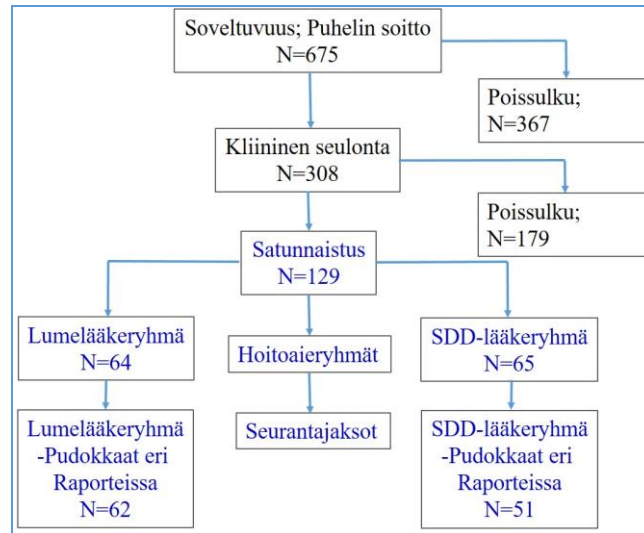 Soveltuvuus; Puhelin soitto
N=675
Poissulku;
N=367
Kliininen seulonta
N=308
Poissulku;
N=179
Satunnaistus
N=129
Lumelääkeryhmä
N=64
Hoitoaieryhmät
SDD-lääkeryhmä
N=65
Lumelääkeryhmä
-Pudokkaat eri
Raporteissa
N=62
Seurantajaksot
SDD-lääkeryhmä
-Pudokkaat eri
Raporteissa
N=51